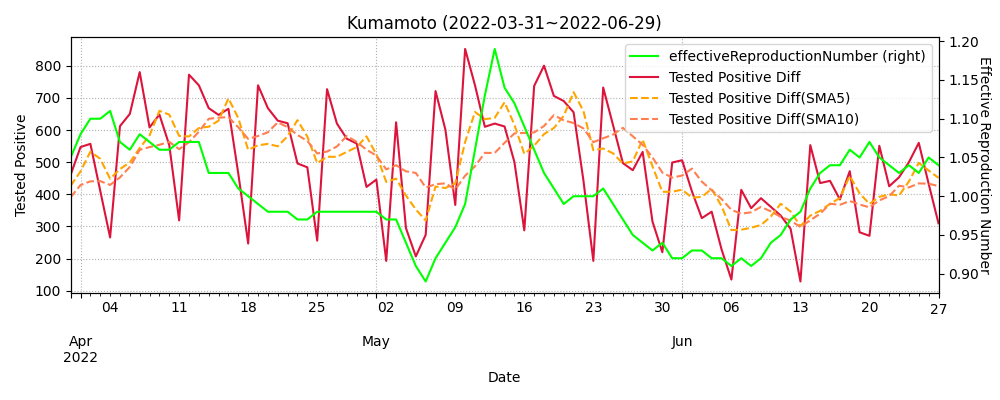 Kumamoto (2022-03-31~2022-06-29)
effectiveReproductionNumber (right)
Tested Positive Diff
Tested Positive Diff(SMA5)
Tested Positive Diff(SMA10)
Tested Positive
800
700
600
500
400
300
200
100
1.20
1.15
1.10
1.05
1.00
0.95
0.90
Effective Reproduction Number
04 11 18 25 02 09 16 23 30 06 13 20 27
Apr May Jun
2022
Date